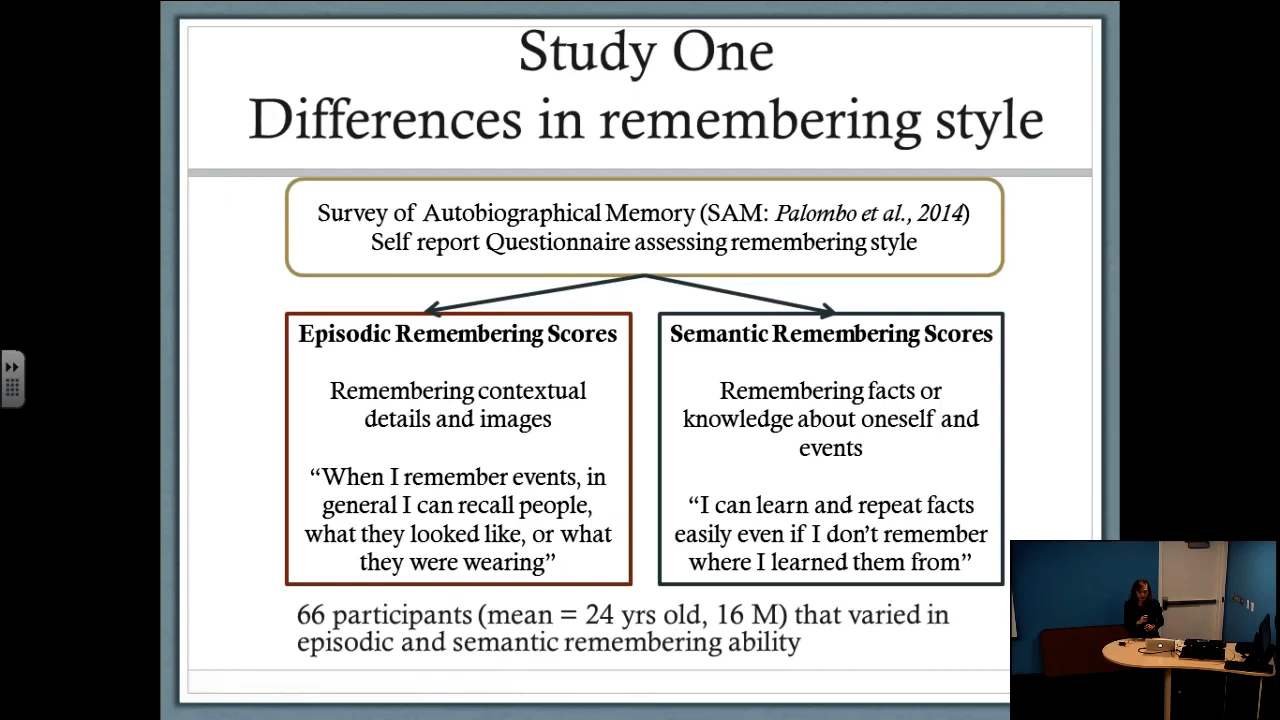 Study One
Differences in remembering style
Survey of Autobiographical Memory (SAM: Palombo et al., 2014)
Self report Questionnaire assessing remembering style
Episodic Remembering Scores
Remembering contextual
details and images
“When I remember events, in
general I can recall people,
what they looked like, or what
they were wearing”
Semantic Remembering Scores
Remembering facts or
knowledge about oneself and
events
“I can learn and repeat facts
easily even if I don’t remember
where I learned them from”
66 participants (mean = 24 yrs old, 16 M) that varied in
episodic and semantic remembering ability